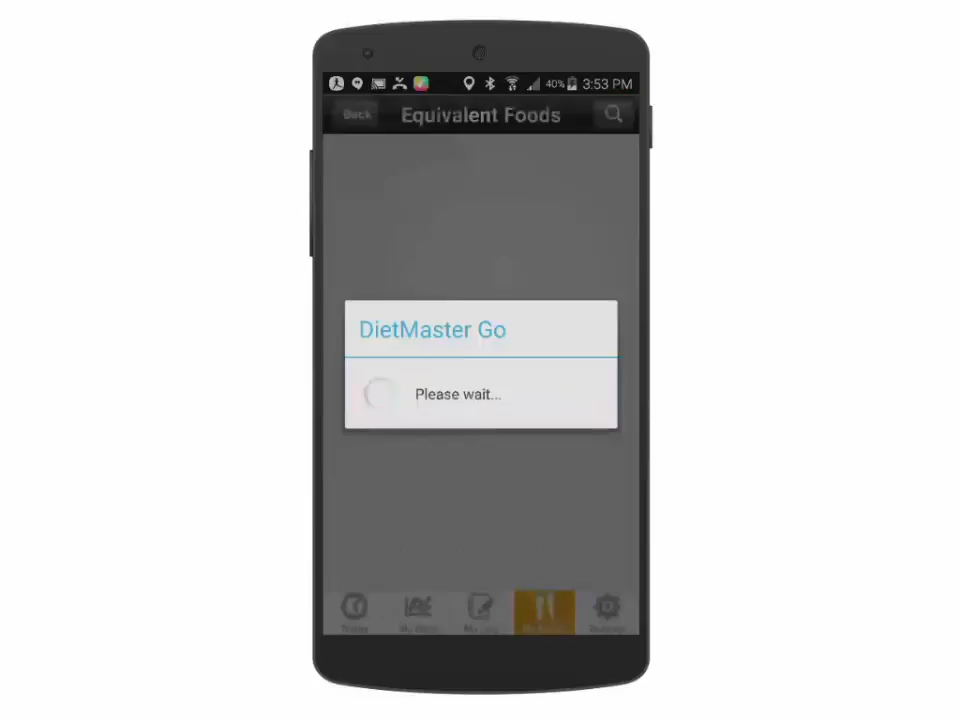 40% 3:53 PM
Back Equivalent Foods
DietMaster Go
Please wait...